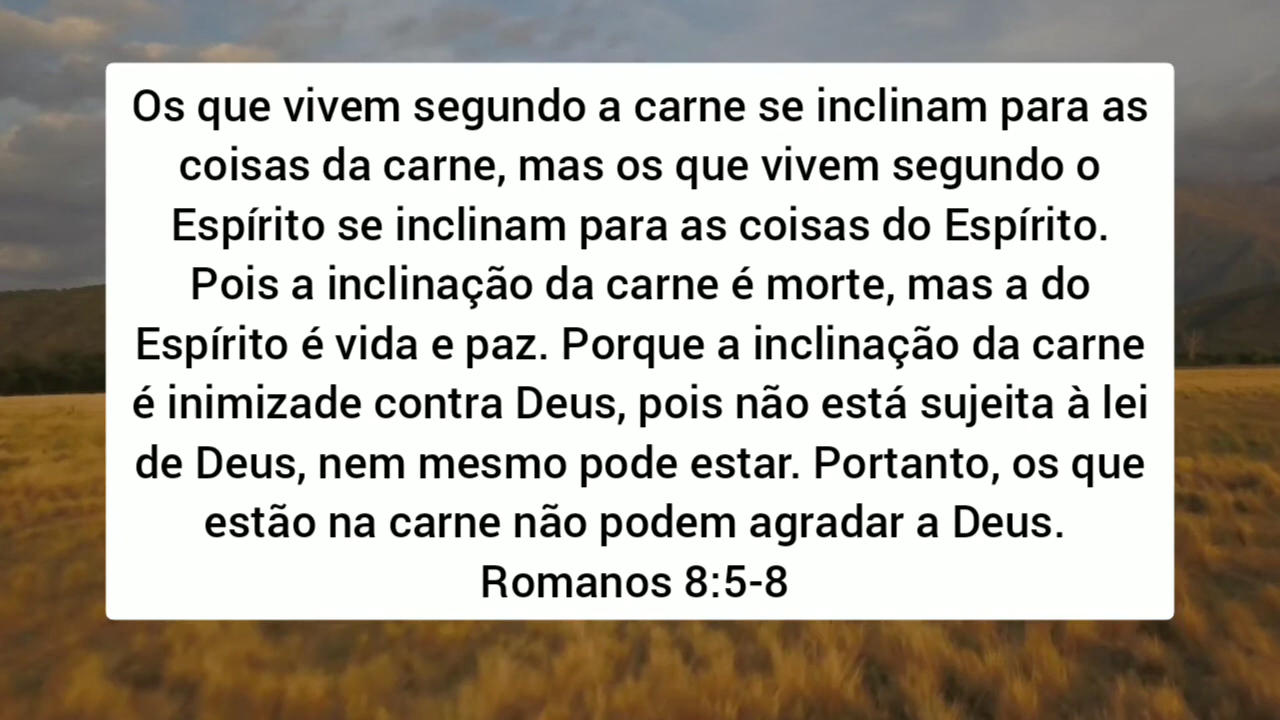 Os que vivem segundo a carne se inclinam para as
coisas da carne, mas os que vivem segundo o
Espírito se inclinam para as coisas do Espírito.
Pois a inclinação da carne é morte, mas a do
Espírito é vida e paz. Porque a inclinação da carne
é inimizade contra Deus, pois não está sujeita à lei
de Deus, nem mesmo pode estar. Portanto, os que
estão na carne não podem agradar a Deus.
Romanos 8:5-8